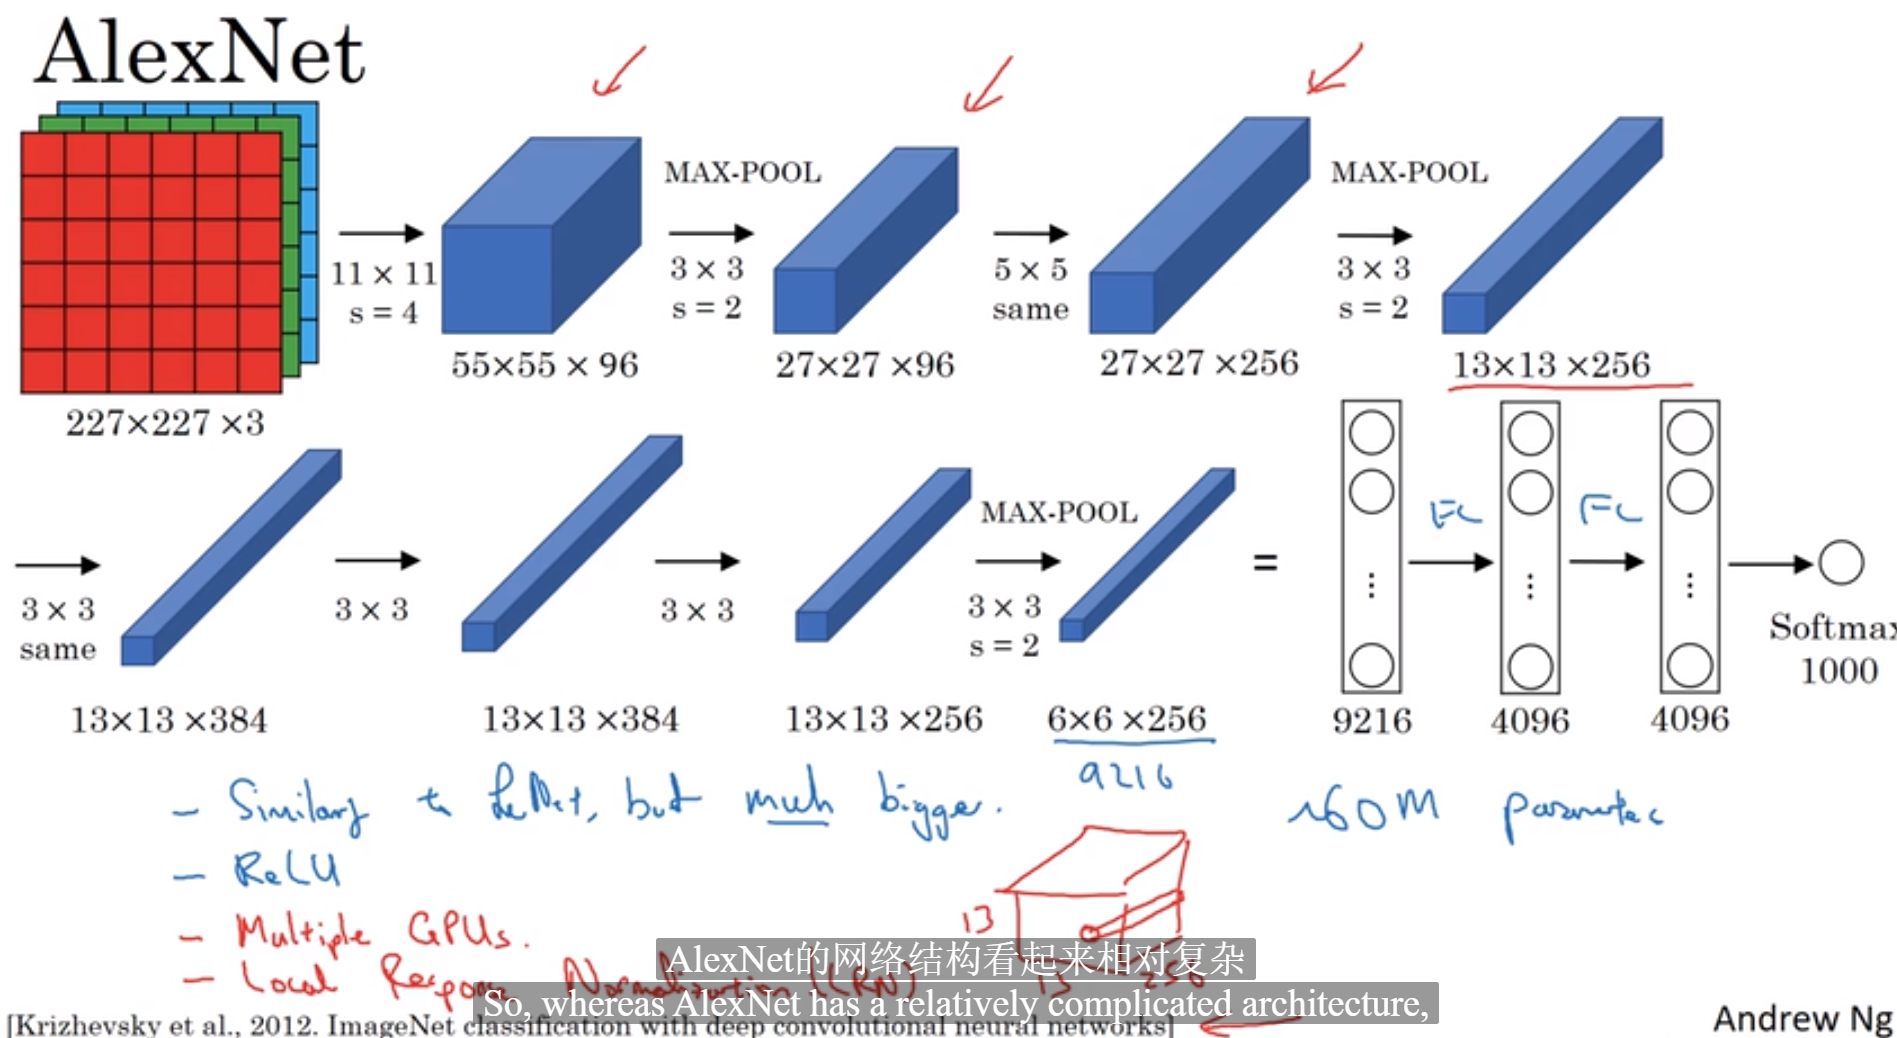 AlexNet
MAX-POOL
MAX-POOL
11 × 11
s = 4
3 × 3
s = 2
5 × 5
same
3 × 3
s = 2
227×227 ×3
55×55 × 96
27×27 ×96
27×27 ×256
13×13 ×256
MAX-POOL
FC
FC
3 × 3
same
3 × 3
3 × 3
3 × 3
s = 2
=
Softmax
1000
13×13 ×384
13×13 ×384
13×13 ×256
6×6 ×256
9216
4096
4096
9216
- Similary to LeNet, but much bigger.
~60M parameters
- ReLU
- Multiple GPUs.
13
- Local Response Normalization (LRN)
13
256
AlexNet的网络结构看起来相对复杂
So, whereas AlexNet has a relatively complicated architecture,
[Krizhevsky et al., 2012. ImageNet classification with deep convolutional neural networks]
Andrew Ng